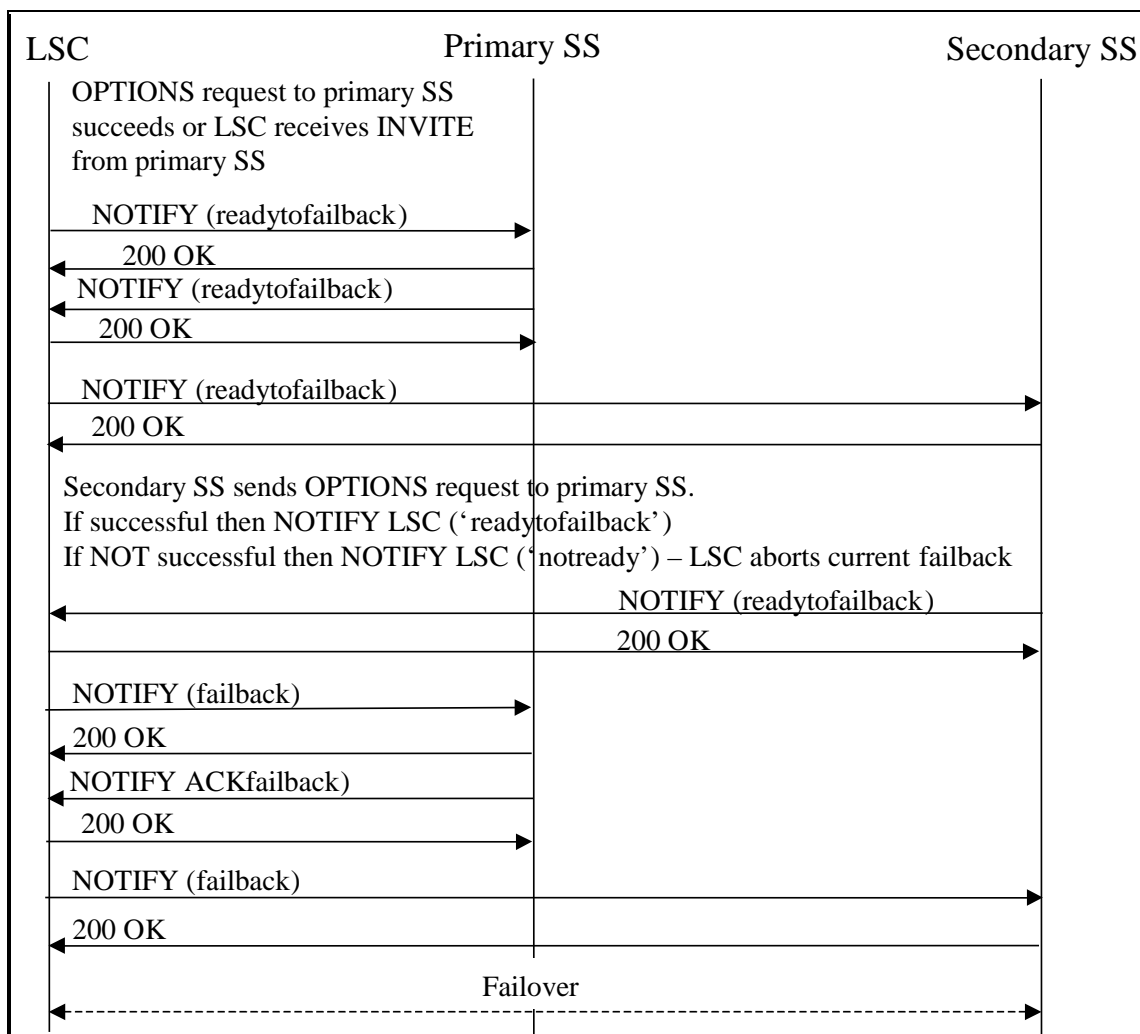 LSC
Primary SS
Secondary SS
OPTIONS request to primary SS
succeeds or LSC receives INVITE
from primary SS
NOTIFY (readytofailback)
200 OK
NOTIFY (readytofailback)
200 OK
NOTIFY (readytofailback)
200 OK
Secondary SS sends OPTIONS request to primary SS.
If successful then NOTIFY LSC (‘readytofailback’)
If NOT successful then NOTIFY LSC (‘notready’) – LSC aborts current failback
NOTIFY (readytofailback)
200 OK
NOTIFY (failback)
200 OK
NOTIFY ACKfailback)
200 OK
NOTIFY (failback)
200 OK
Failover